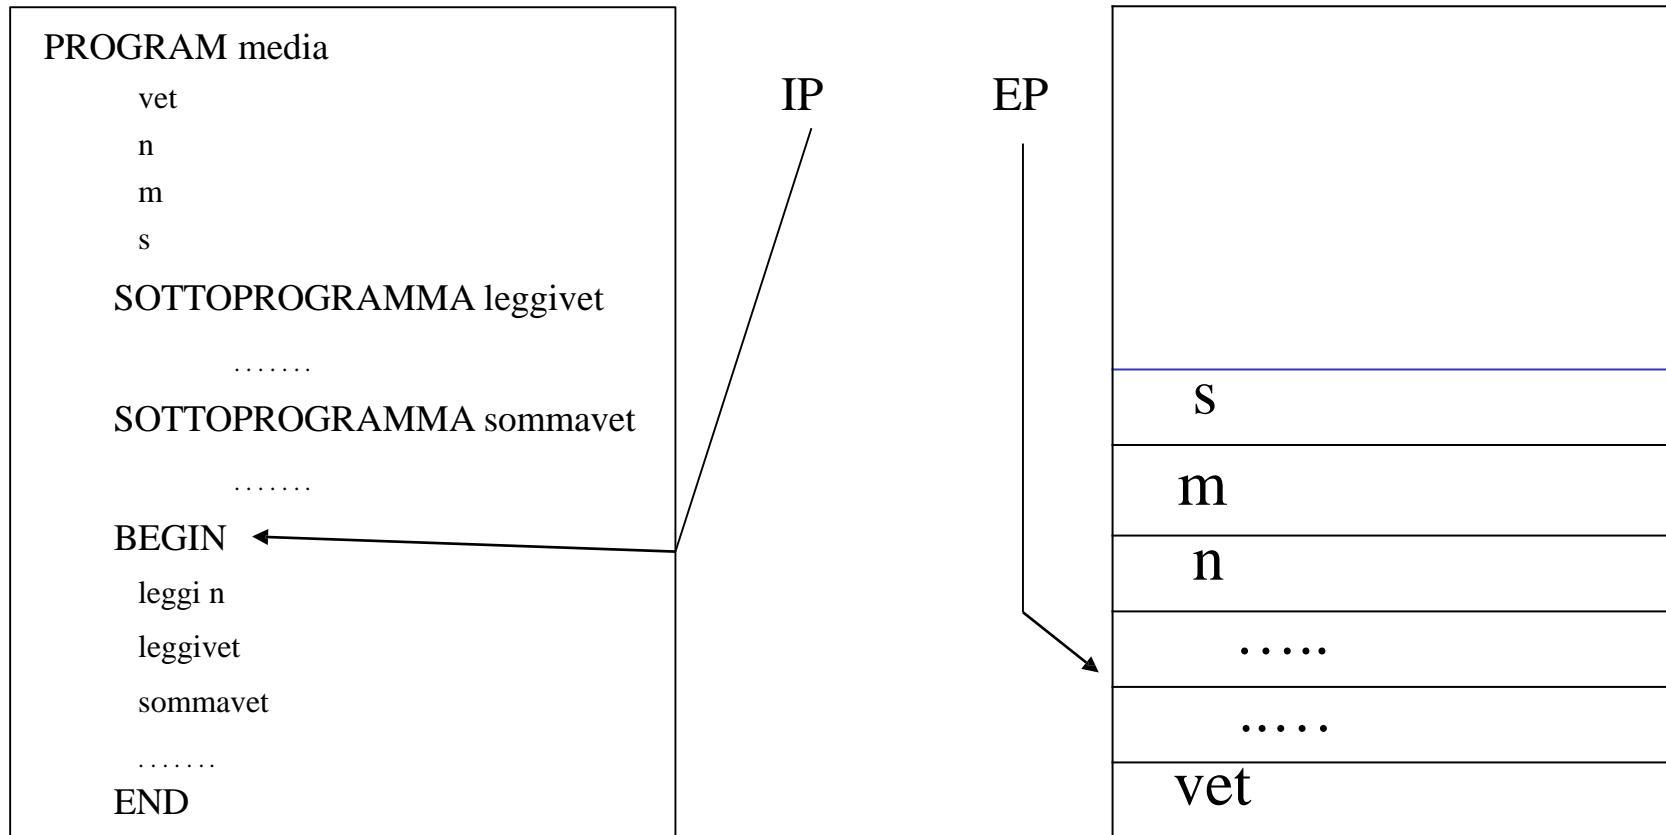 PROGRAM media
vet
n
m
s
SOTTOPROGRAMMA leggivet
.......
SOTTOPROGRAMMA sommavet
.......
BEGIN
leggi n
leggivet
sommavet
.......
END
IP
EP
s
m
n
.....
.....
vet